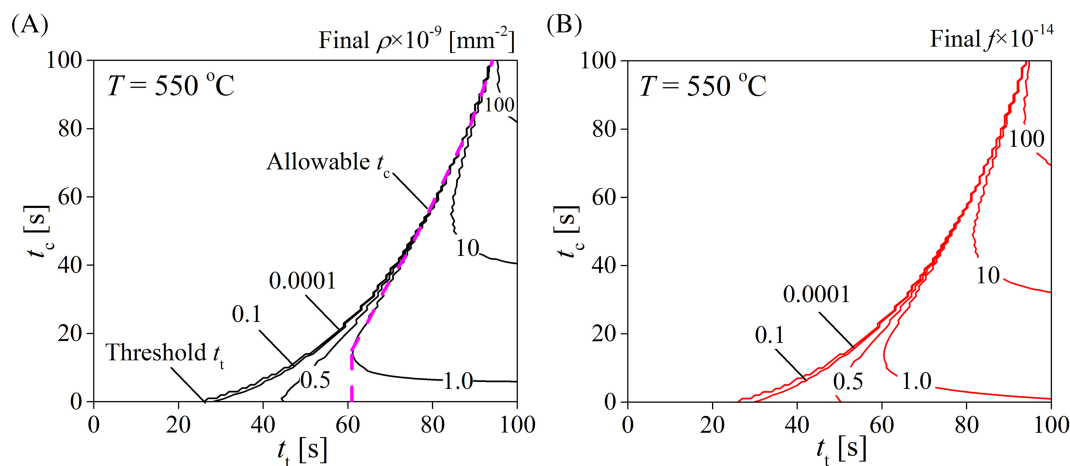 (A)
Final ρ×10⁻⁹ [mm⁻²]
T = 550 °C
100
Allowable t_c
10
0.0001
0.1
Threshold t_t
0.5
1.0
100
80
60
40
20
0
t_c [s]
0 20 40 60 80 100
t_t [s]
(B)
Final f×10⁻¹⁴
T = 550 °C
100
10
0.0001
0.1
0.5
1.0
100
80
60
40
20
0
t_c [s]
0 20 40 60 80 100
t_t [s]